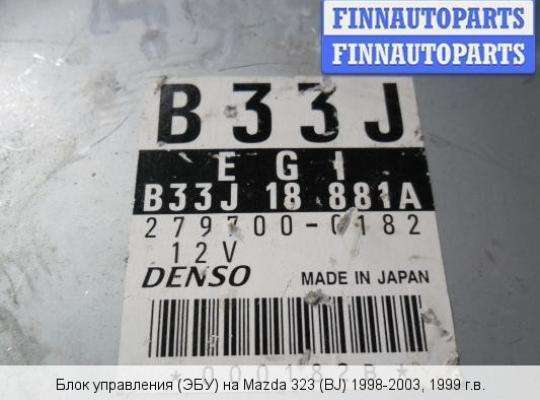 FINNAUTOPARTS
FINNAUTOPARTS
B33J
EGI
B33J 18 881A
279700-0182
12V
DENSO MADE IN JAPAN
*0001828*
Блок управления (ЭБУ) на Mazda 323 (BJ) 1998-2003, 1999 г.в.